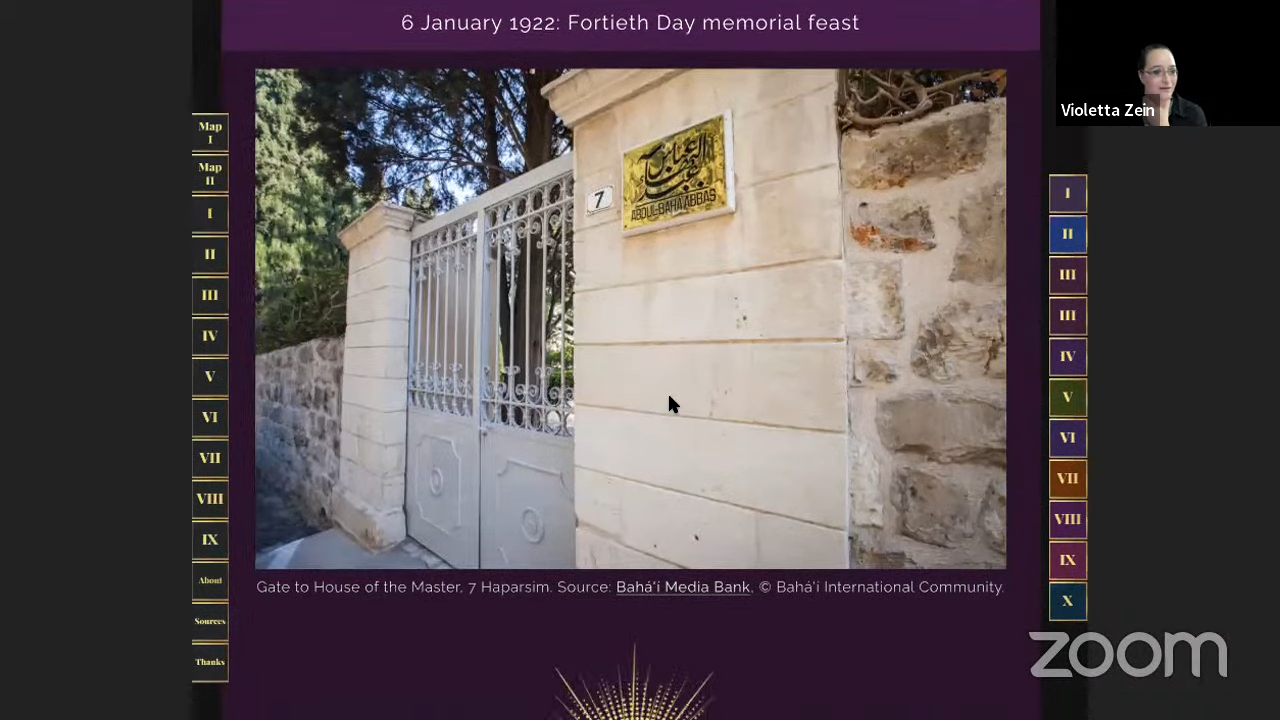 6 January 1922: Fortieth Day memorial feast
Violetta Zein
Map
I
Map
II
I
II
III
IV
V
VI
VII
VIII
IX
About
Sources
Thanks
7
ABDUL-BAHA ABBAS
I
II
III
III
IV
V
VI
VII
VIII
IX
X
Gate to House of the Master, 7 Haparsim. Source: Bahá'í Media Bank, © Bahá'í International Community.
zoom